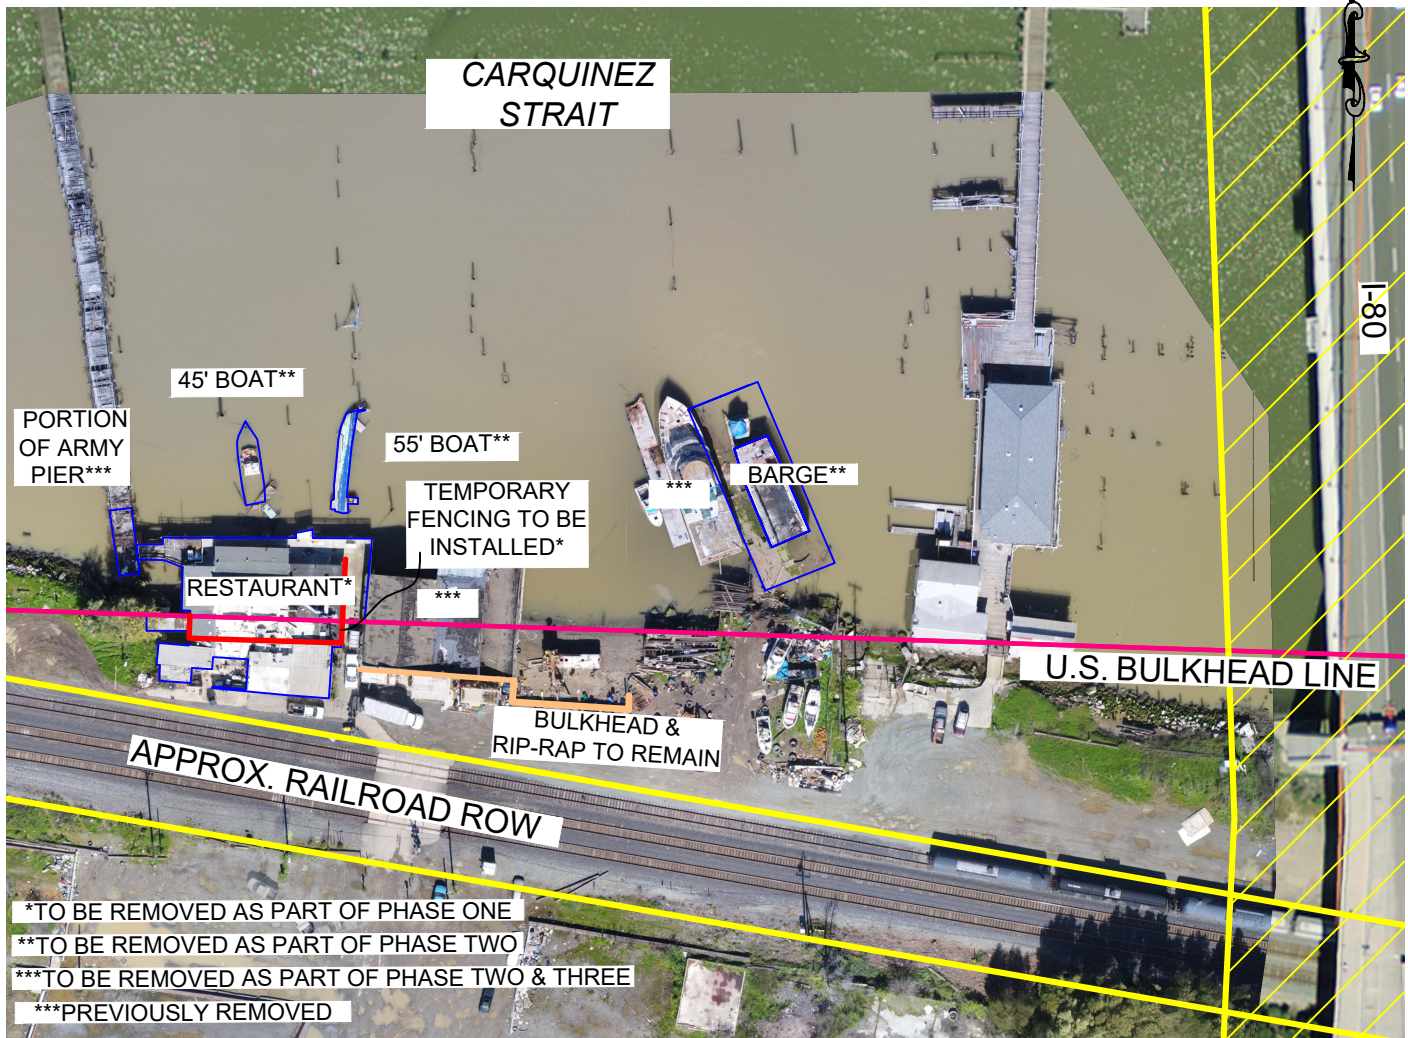 CARQUINEZ
STRAIT
I-80
45' BOAT**
PORTION
OF ARMY
PIER***
55' BOAT**
TEMPORARY
FENCING TO BE
INSTALLED*
***
BARGE**
RESTAURANT*
***
U.S. BULKHEAD LINE
BULKHEAD &
RIP-RAP TO REMAIN
APPROX. RAILROAD ROW
*TO BE REMOVED AS PART OF PHASE ONE
**TO BE REMOVED AS PART OF PHASE TWO
***TO BE REMOVED AS PART OF PHASE TWO & THREE
***PREVIOUSLY REMOVED